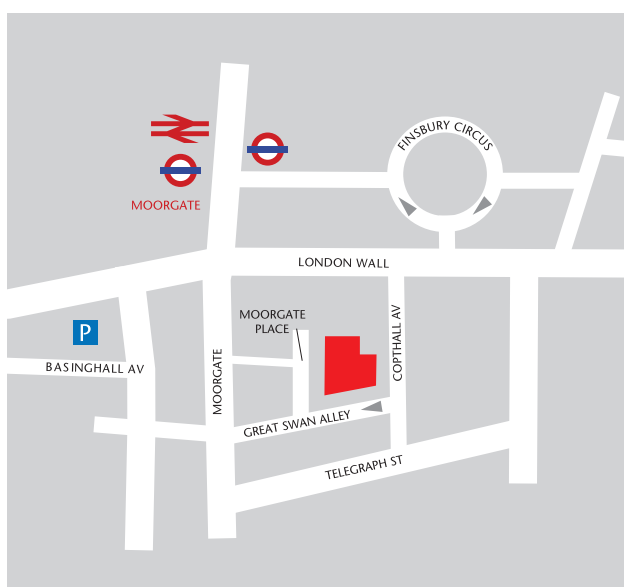 FINSBURY CIRCUS
MOORGATE
LONDON WALL
MOORGATE
PLACE
COPTHALL AV
P
BASINGHALL AV
MOORGATE
GREAT SWAN ALLEY
TELEGRAPH ST